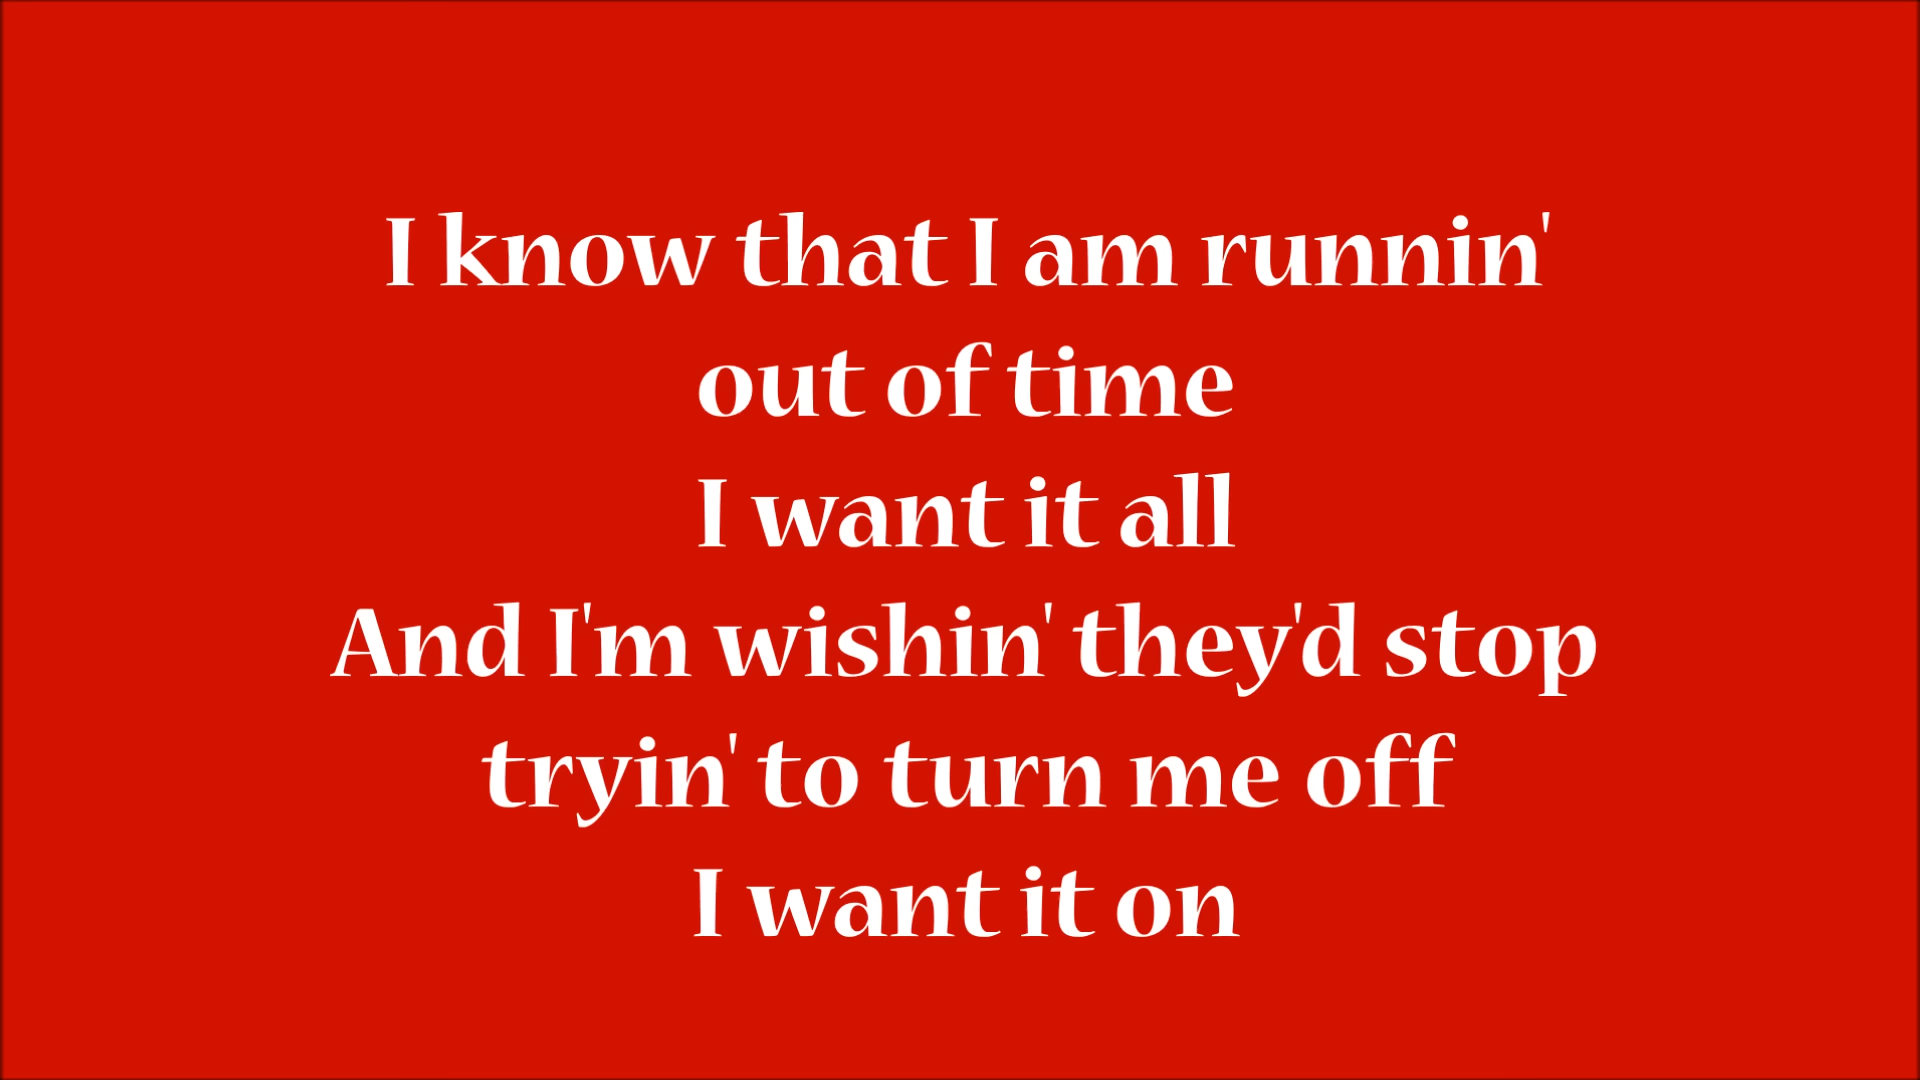 I know that I am runnin'
out of time
I want it all
And I'm wishin' they'd stop
tryin' to turn me off
I want it on